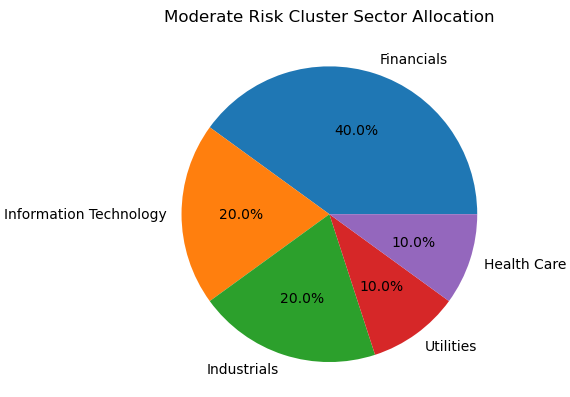 Moderate Risk Cluster Sector Allocation
Financials
40.0%
Information Technology
20.0%
Industrials
20.0%
Utilities
10.0%
Health Care
10.0%